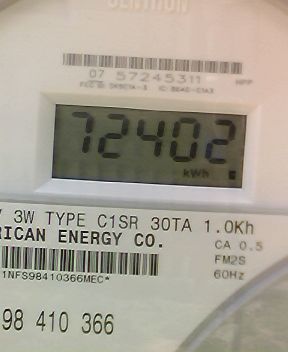 CENTRON
07 57245311
72402
kWh
3W TYPE C1SR 30TA 1.0Kh
RICAN ENERGY CO.
CA 0.5
FM2S
60Hz
1NFS98410366MEC*
98 410 366